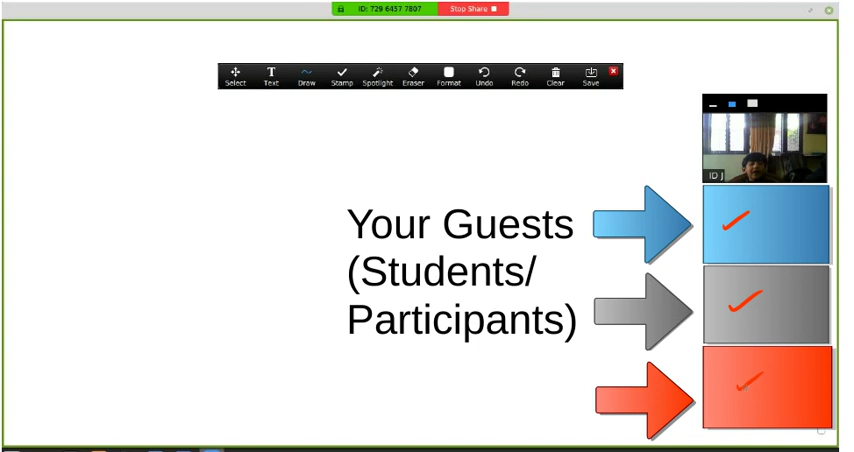 ID: 729 6457 7807 Stop Share
Select Text Draw Stamp Spotlight Eraser Format Undo Redo Clear Save
ID J
Your Guests
(Students/
Participants)